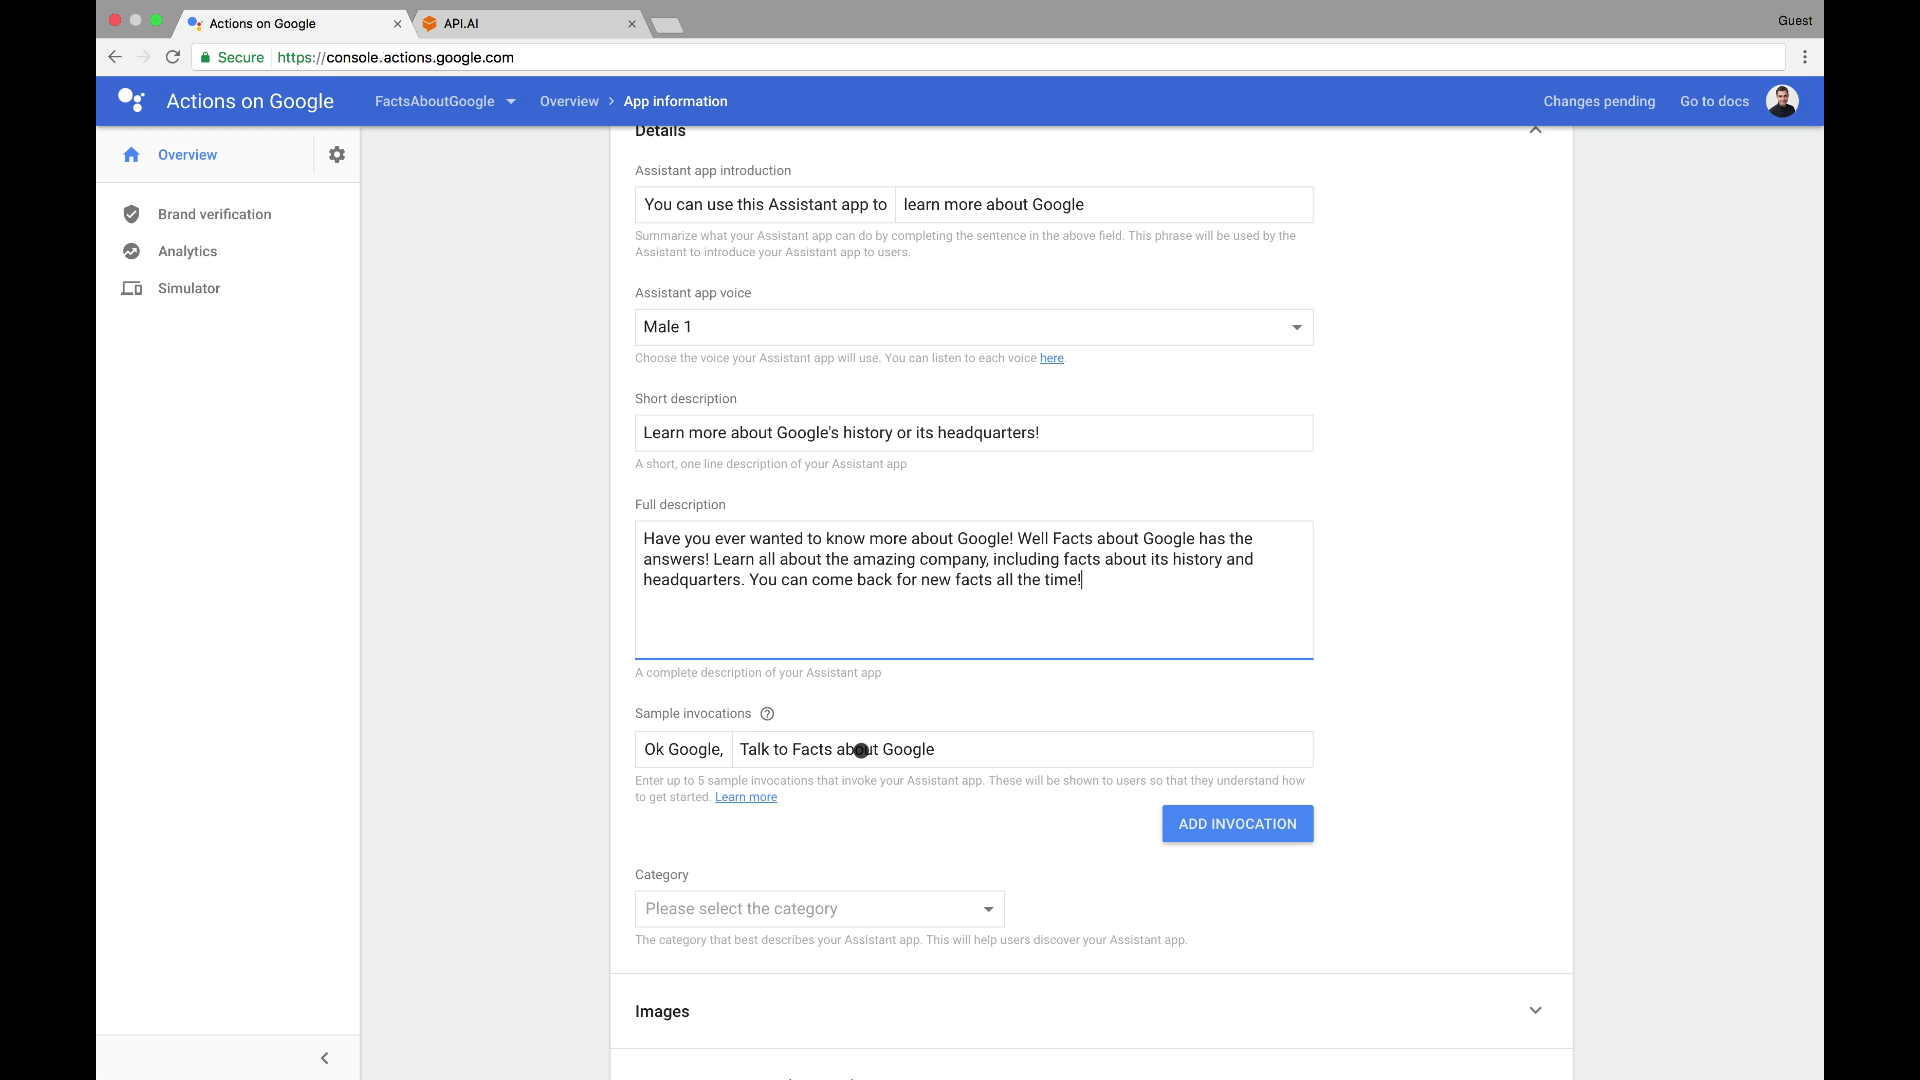 Actions on Google
API.AI
Guest
Secure https://console.actions.google.com
Actions on Google FactsAboutGoogle Overview > App information Changes pending Go to docs
Details
Overview
Brand verification
Analytics
Simulator
Assistant app introduction
You can use this Assistant app to learn more about Google
Summarize what your Assistant app can do by completing the sentence in the above field. This phrase will be used by the
Assistant to introduce your Assistant app to users.
Assistant app voice
Male 1
Choose the voice your Assistant app will use. You can listen to each voice here.
Short description
Learn more about Google's history or its headquarters!
A short, one line description of your Assistant app
Full description
Have you ever wanted to know more about Google! Well Facts about Google has the
answers! Learn all about the amazing company, including facts about its history and
headquarters. You can come back for new facts all the time!
A complete description of your Assistant app
Sample invocations
Ok Google, Talk to Facts about Google
Enter up to 5 sample invocations that invoke your Assistant app. These will be shown to users so that they understand how
to get started. Learn more
ADD INVOCATION
Category
Please select the category
The category that best describes your Assistant app. This will help users discover your Assistant app.
Images